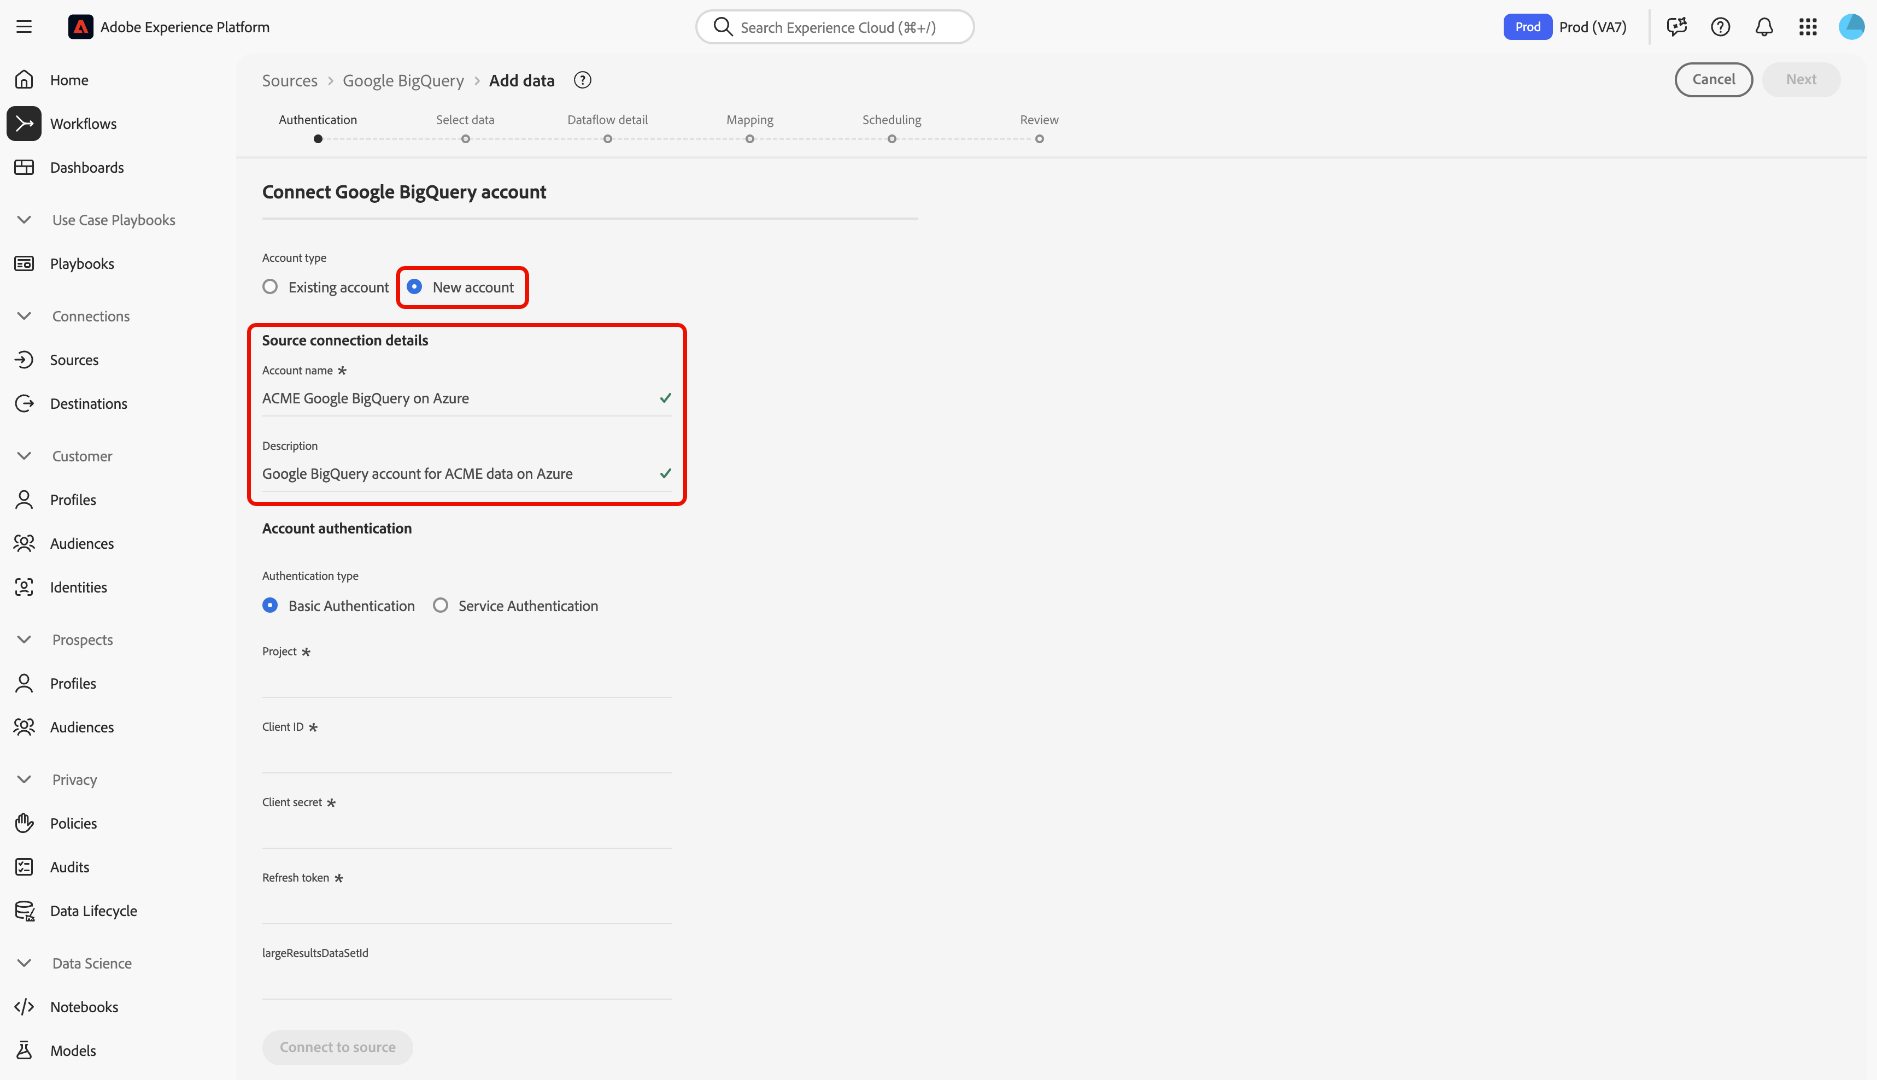 Adobe Experience Platform
Search Experience Cloud (⌘+/)
Prod
Prod (VA7)
Home
Workflows
Dashboards
Use Case Playbooks
Playbooks
Connections
Sources
Destinations
Customer
Profiles
Audiences
Identities
Prospects
Profiles
Audiences
Privacy
Policies
Audits
Data Lifecycle
Data Science
Notebooks
Models
Sources > Google BigQuery > Add data
Cancel
Next
Authentication
Select data
Dataflow detail
Mapping
Scheduling
Review
Connect Google BigQuery account
Account type
Existing account
New account
Source connection details
Account name *
ACME Google BigQuery on Azure
Description
Google BigQuery account for ACME data on Azure
Account authentication
Authentication type
Basic Authentication
Service Authentication
Project *
Client ID *
Client secret *
Refresh token *
largeResultsDataSetId
Connect to source